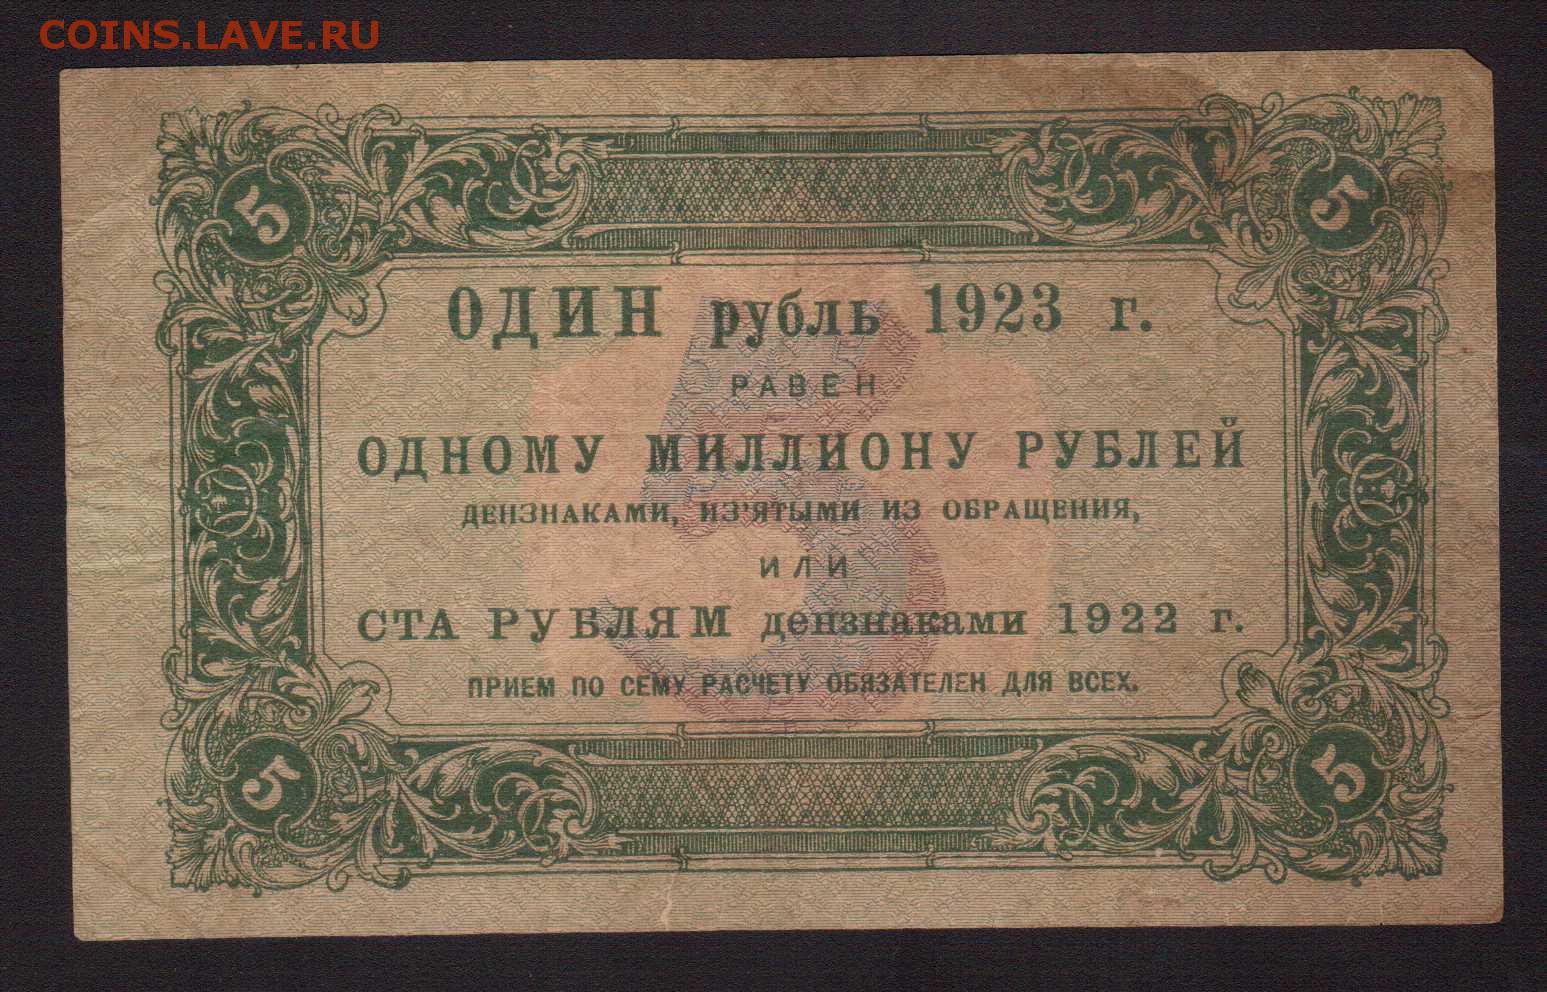 COINS.LAVE.RU
5 5
ОДИН рубль 1923 г.
РАВЕН
ОДНОМУ МИЛЛИОНУ РУБЛЕЙ
ДЕНЗНАКАМИ, ИЗ'ЯТЫМИ ИЗ ОБРАЩЕНИЯ,
ИЛИ
5
СТА РУБЛЯМ дензнаками 1922 г.
ПРИЕМ ПО СЕМУ РАСЧЕТУ ОБЯЗАТЕЛЕН ДЛЯ ВСЕХ.
5 5